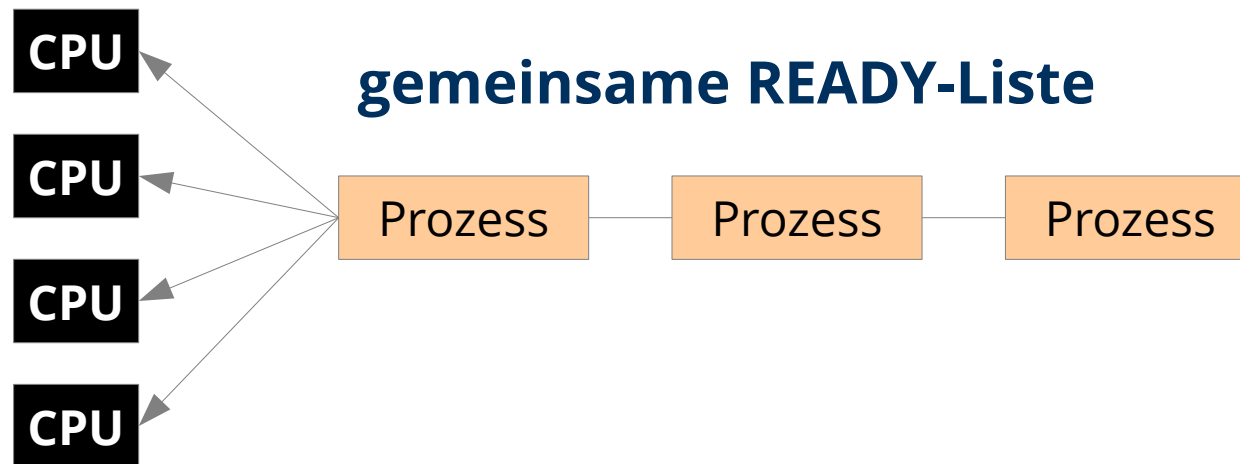 CPU
gemeinsame READY-Liste
CPU
Prozess
Prozess
Prozess
CPU
CPU